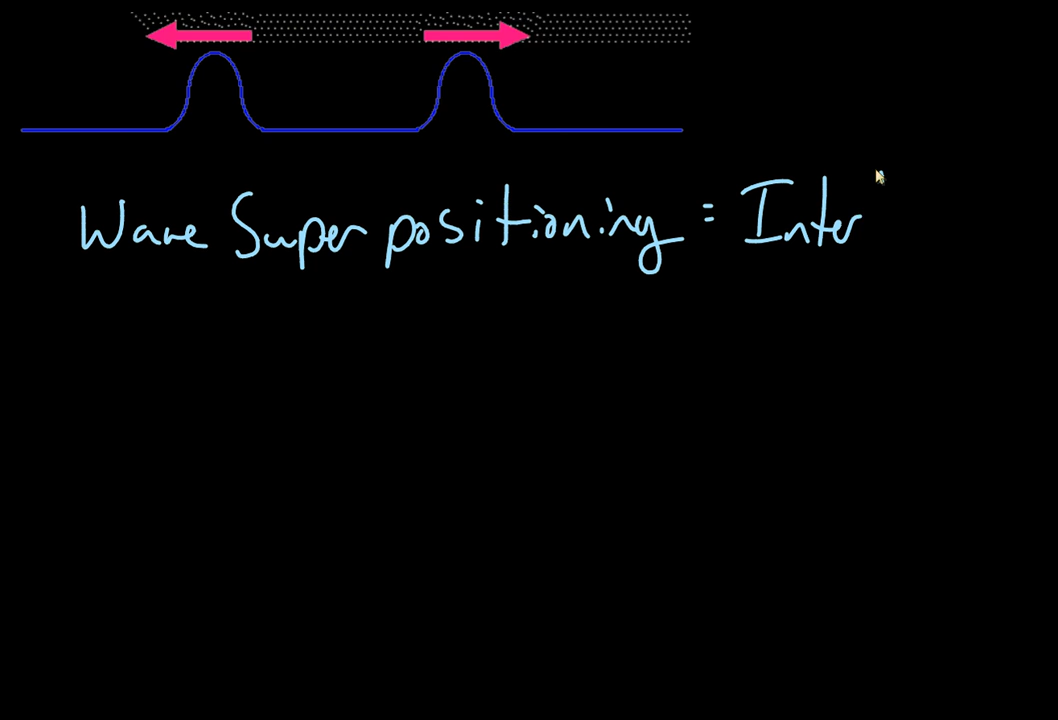 Wave Superpositioning = Inter